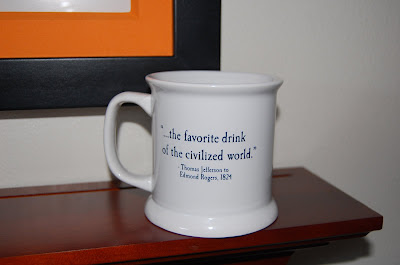 "...the favorite drink
of the civilized world."
- Thomas Jefferson to
Edmond Rogers, 1824